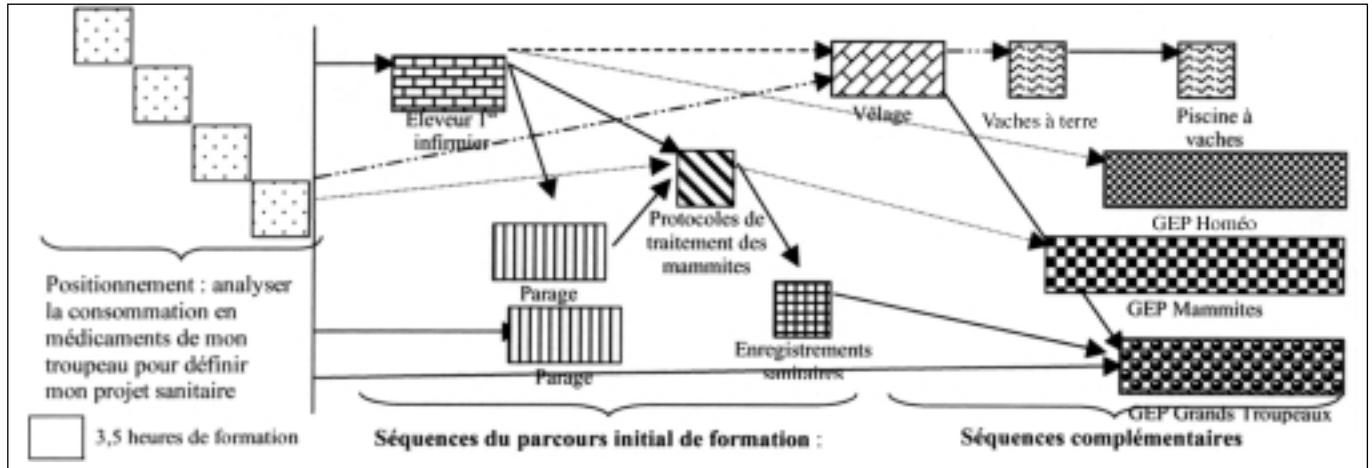 Eleveur 1er
infirmier
Vêlage
Vaches à terre
Piscine à
vaches
Protocoles de
traitement des
mammites
GEP Homéo
Parage
GEP Mammites
Parage
Enregistrements
sanitaires
GEP Grands Troupeaux
Positionnement : analyser
la consommation en
médicaments de mon
troupeau pour définir
mon projet sanitaire
3,5 heures de formation
Séquences du parcours initial de formation :
Séquences complémentaires